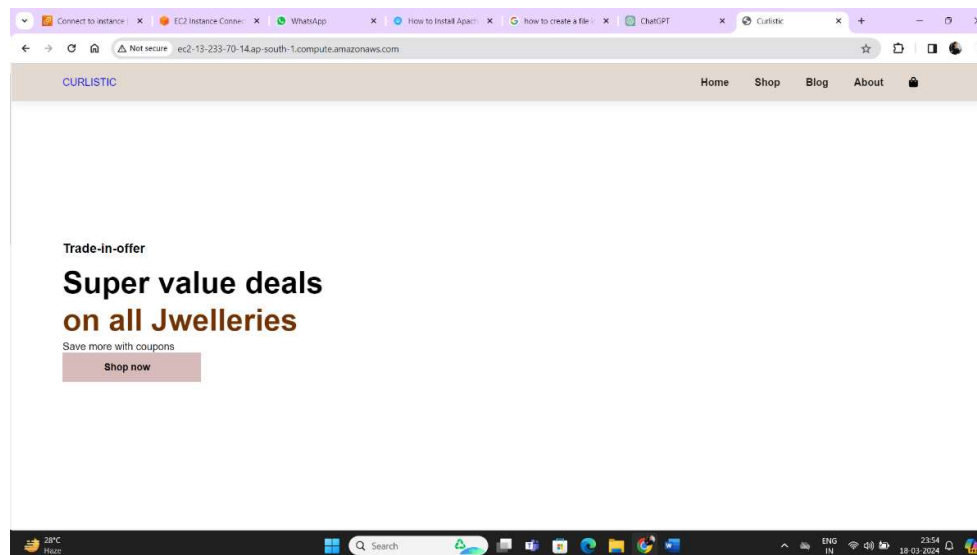 Connect to instance
EC2 Instance Connec
WhatsApp
How to Install Apach
how to create a file i
ChatGPT
Curlistic
Not secure
ec2-13-233-70-14.ap-south-1.compute.amazonaws.com
CURLISTIC
Home
Shop
Blog
About
Trade-in-offer
Super value deals
on all Jwelleries
Save more with coupons
Shop now
28°C
Haze
Search
ENG
IN
23:54
18-03-2024